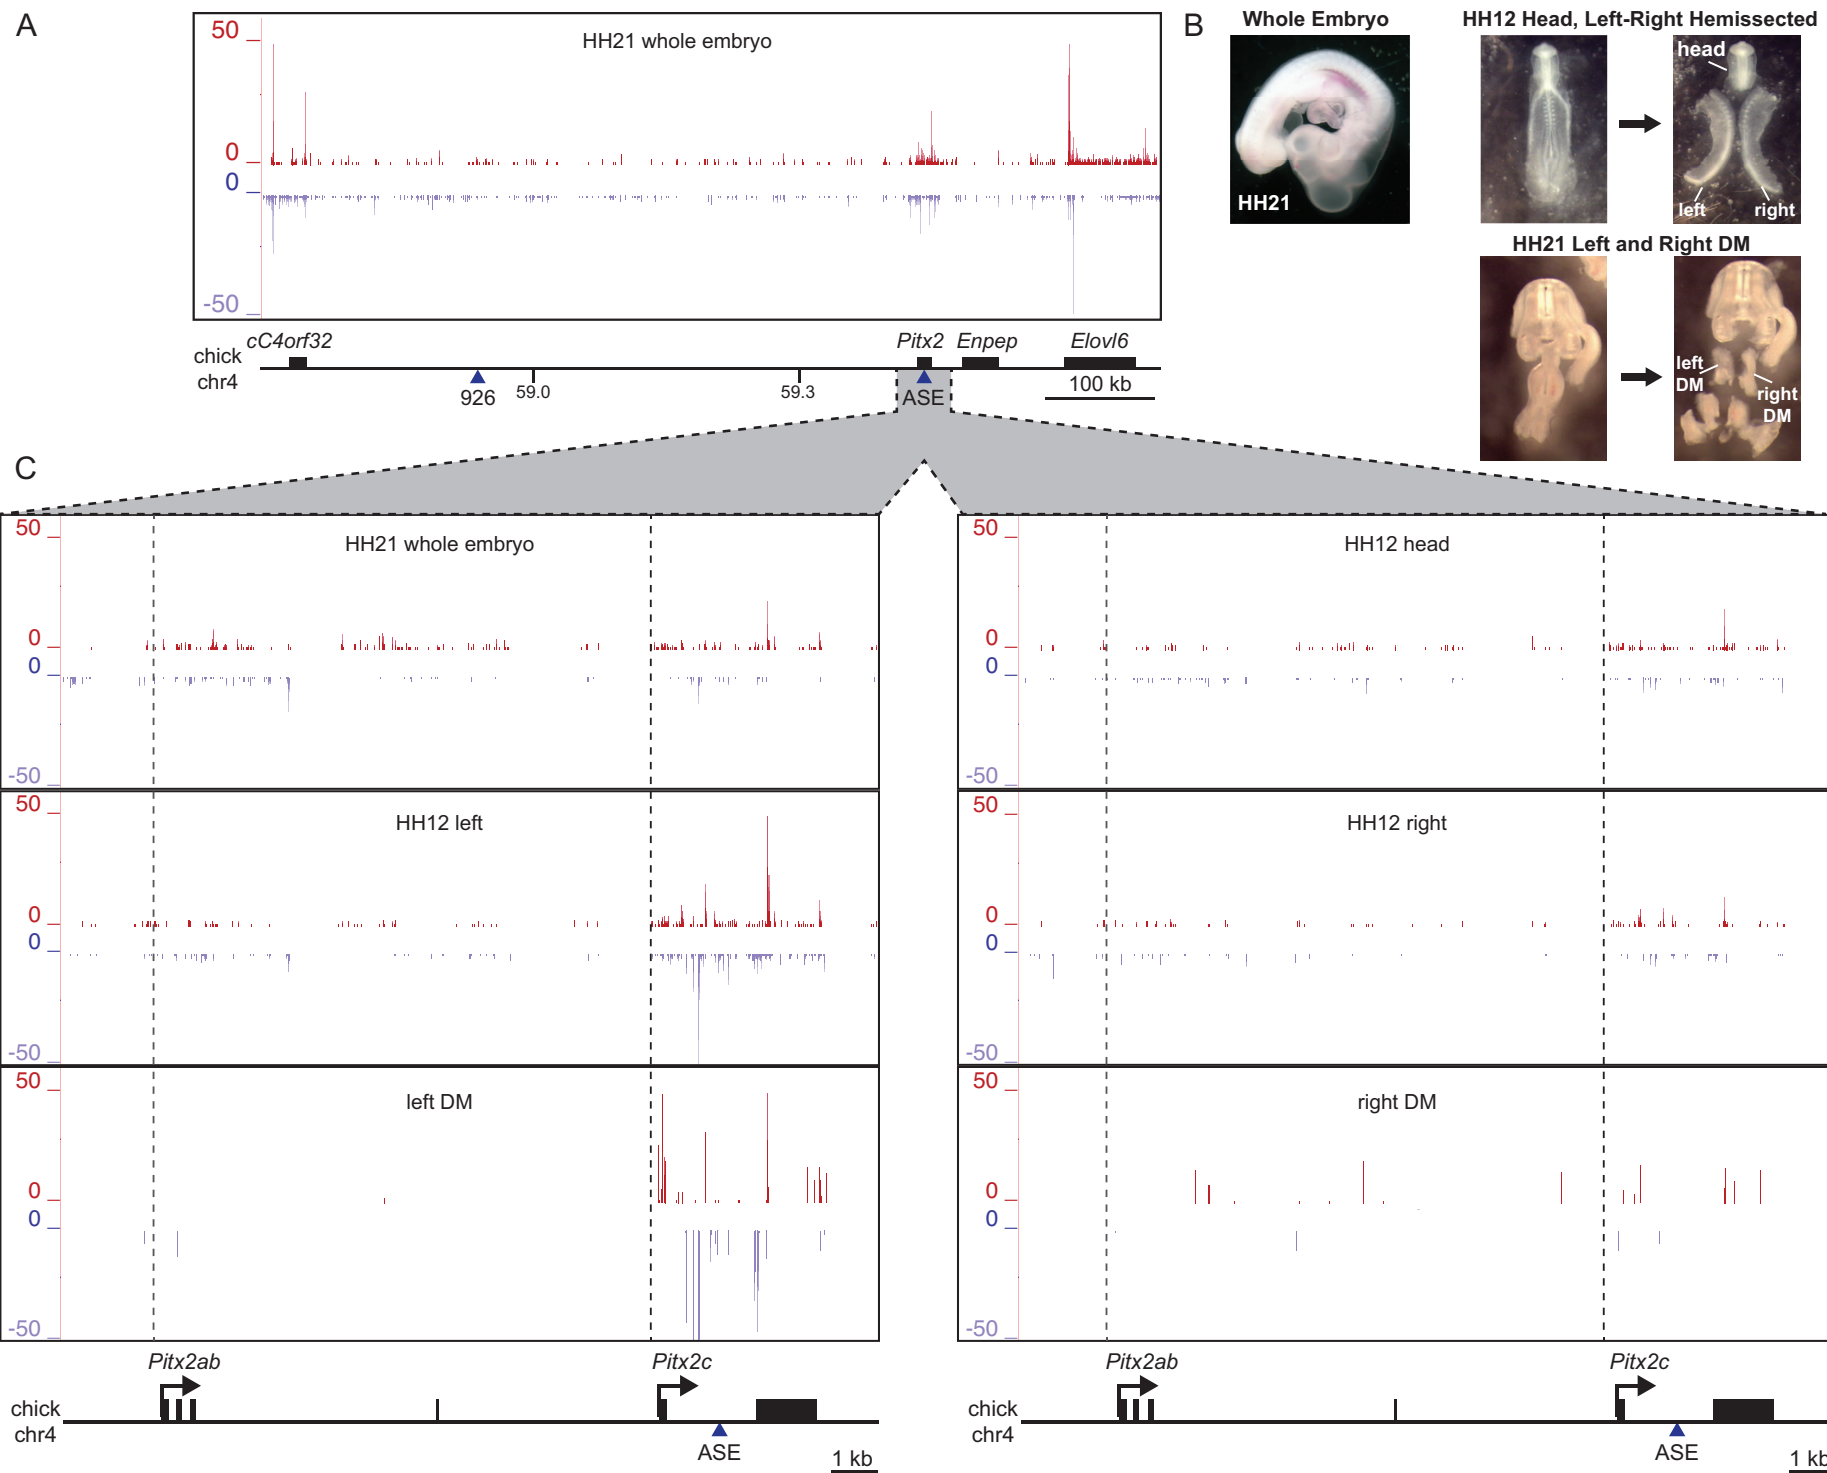 A
50
HH21 whole embryo
0
0
-50
cC4orf32
Pitx2
Enpep
Elovl6
chick
chr4
926
59.0
59.3
ASE
100 kb
B
Whole Embryo
HH21
HH12 Head, Left-Right Hemissected
head
left
right
HH21 Left and Right DM
left
DM
right
DM
C
50
HH21 whole embryo
0
0
-50
50
HH12 head
0
0
-50
50
HH12 left
0
0
-50
50
HH12 right
0
0
-50
50
left DM
0
0
-50
50
right DM
0
0
-50
Pitx2ab
Pitx2c
chick
chr4
ASE
1 kb
Pitx2ab
Pitx2c
chick
chr4
ASE
1 kb